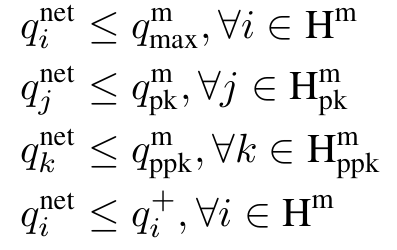 q_i^net ≤ q_max^m, ∀i ∈ H^m
q_j^net ≤ q_pk^m, ∀j ∈ H_pk^m
q_k^net ≤ q_ppk^m, ∀k ∈ H_ppk^m
q_i^net ≤ q_i^+, ∀i ∈ H^m